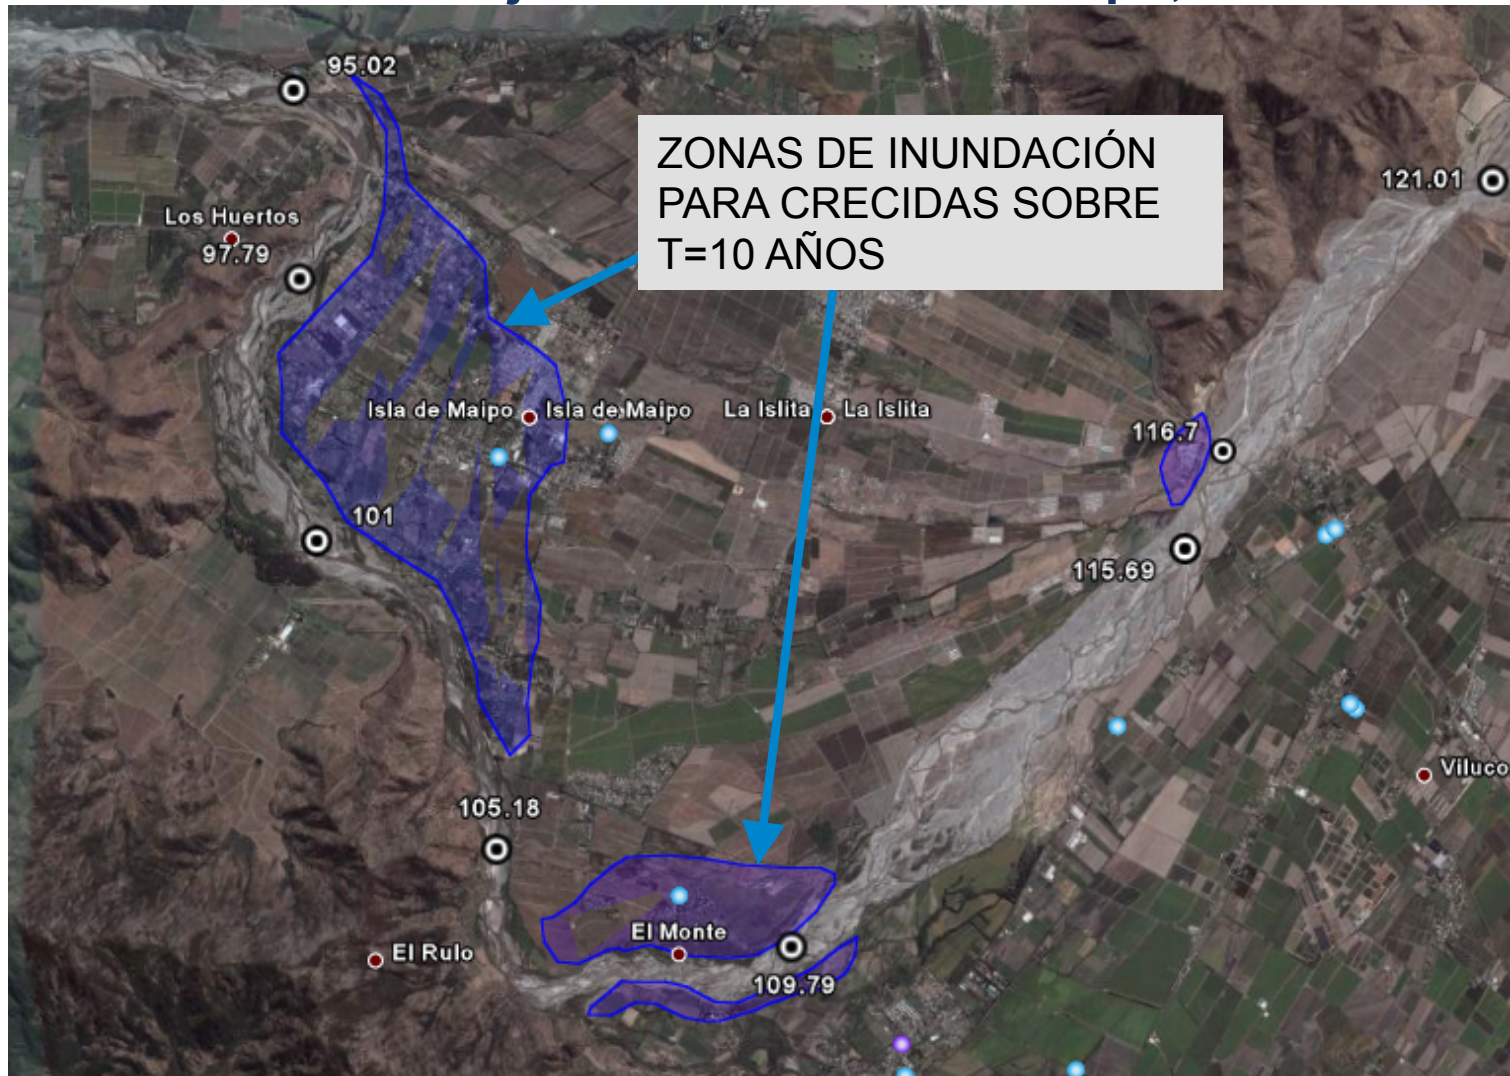 95.02
ZONAS DE INUNDACIÓN
PARA CRECIDAS SOBRE
T=10 AÑOS
121.01
Los Huertos
97.79
Isla de Maipo
Isla de Maipo
La Islita
La Islita
116.7
101
115.69
Viluco
105.18
El Monte
El Rulo
109.79